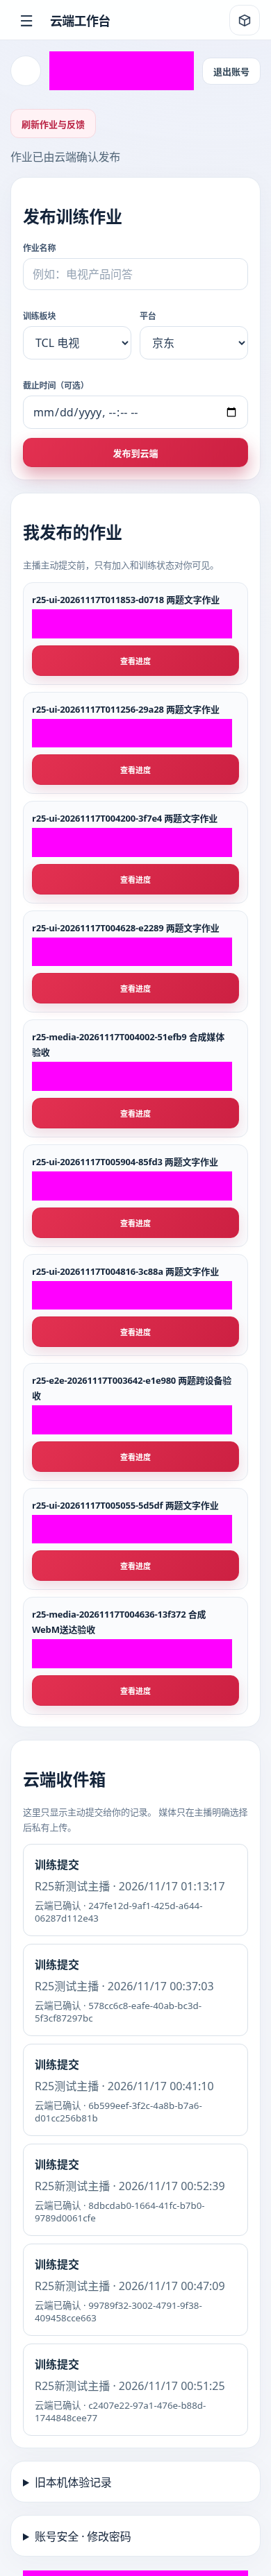 云端工作台
退出账号
刷新作业与反馈
作业已由云端确认发布
发布训练作业
作业名称
例如：电视产品问答
训练板块
平台
TCL 电视
京东
截止时间（可选）
mm/dd/yyyy, --:-- --
发布到云端
我发布的作业
主播主动提交前，只有加入和训练状态对你可见。
r25-ui-20261117T011853-d0718 两题文字作业
查看进度
r25-ui-20261117T011256-29a28 两题文字作业
查看进度
r25-ui-20261117T004200-3f7e4 两题文字作业
查看进度
r25-ui-20261117T004628-e2289 两题文字作业
查看进度
r25-media-20261117T004002-51efb9 合成媒体
验收
查看进度
r25-ui-20261117T005904-85fd3 两题文字作业
查看进度
r25-ui-20261117T004816-3c88a 两题文字作业
查看进度
r25-e2e-20261117T003642-e1e980 两题跨设备验
收
查看进度
r25-ui-20261117T005055-5d5df 两题文字作业
查看进度
r25-media-20261117T004636-13f372 合成
WebM送达验收
查看进度
云端收件箱
这里只显示主动提交给你的记录。 媒体只在主播明确选择
后私有上传。
训练提交
R25新测试主播 · 2026/11/17 01:13:17
云端已确认 · 247fe12d-9af1-425d-a644-
06287d112e43
训练提交
R25测试主播 · 2026/11/17 00:37:03
云端已确认 · 578cc6c8-eafe-40ab-bc3d-
5f3cf87297bc
训练提交
R25测试主播 · 2026/11/17 00:41:10
云端已确认 · 6b599eef-3f2c-4a8b-b7a6-
d01cc256b81b
训练提交
R25新测试主播 · 2026/11/17 00:52:39
云端已确认 · 8dbcdab0-1664-41fc-b7b0-
9789d0061cfe
训练提交
R25新测试主播 · 2026/11/17 00:47:09
云端已确认 · 99789f32-3002-4791-9f38-
409458cce663
训练提交
R25新测试主播 · 2026/11/17 00:51:25
云端已确认 · c2407e22-97a1-476e-b88d-
1744848cee77
旧本机体验记录
账号安全 · 修改密码